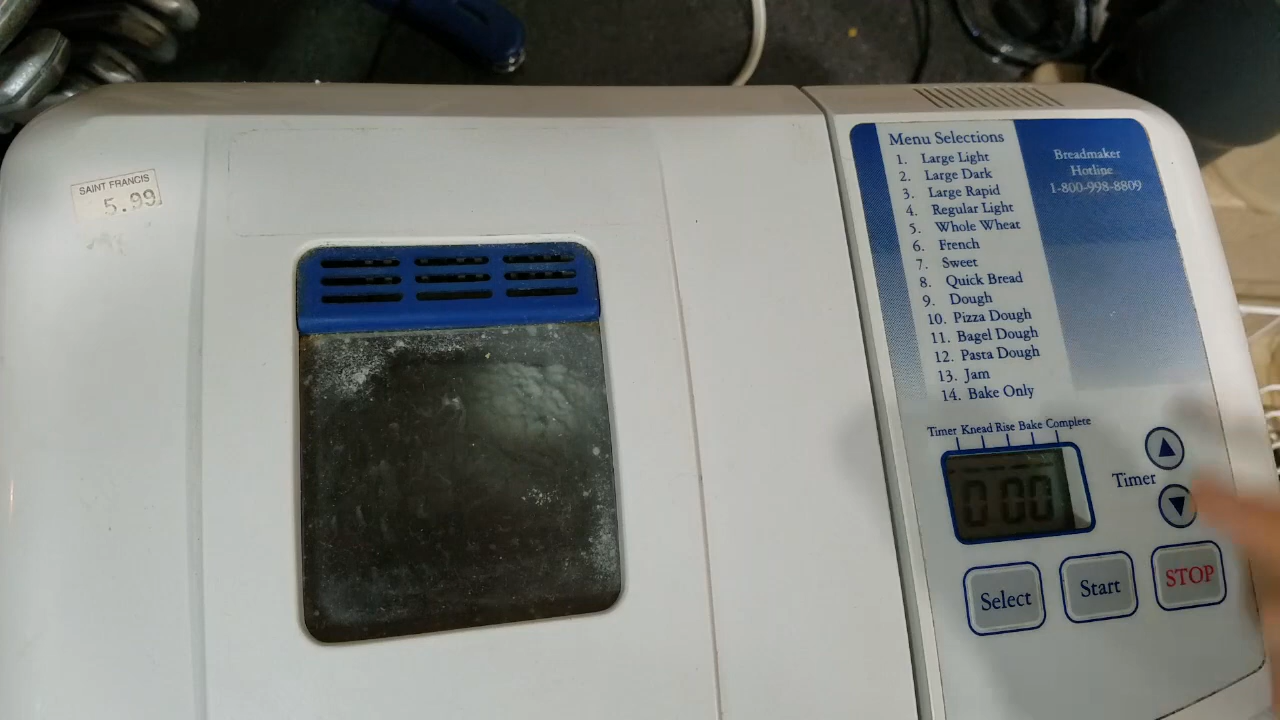 SAINT FRANCIS
5.99
Menu Selections
1. Large Light
2. Large Dark
3. Large Rapid
4. Regular Light
5. Whole Wheat
6. French
7. Sweet
8. Quick Bread
9. Dough
10. Pizza Dough
11. Bagel Dough
12. Pasta Dough
13. Jam
14. Bake Only
Breadmaker
Hotline
1-800-998-8809
Timer Knead Rise Bake Complete
0:00
Timer
Select
Start
STOP